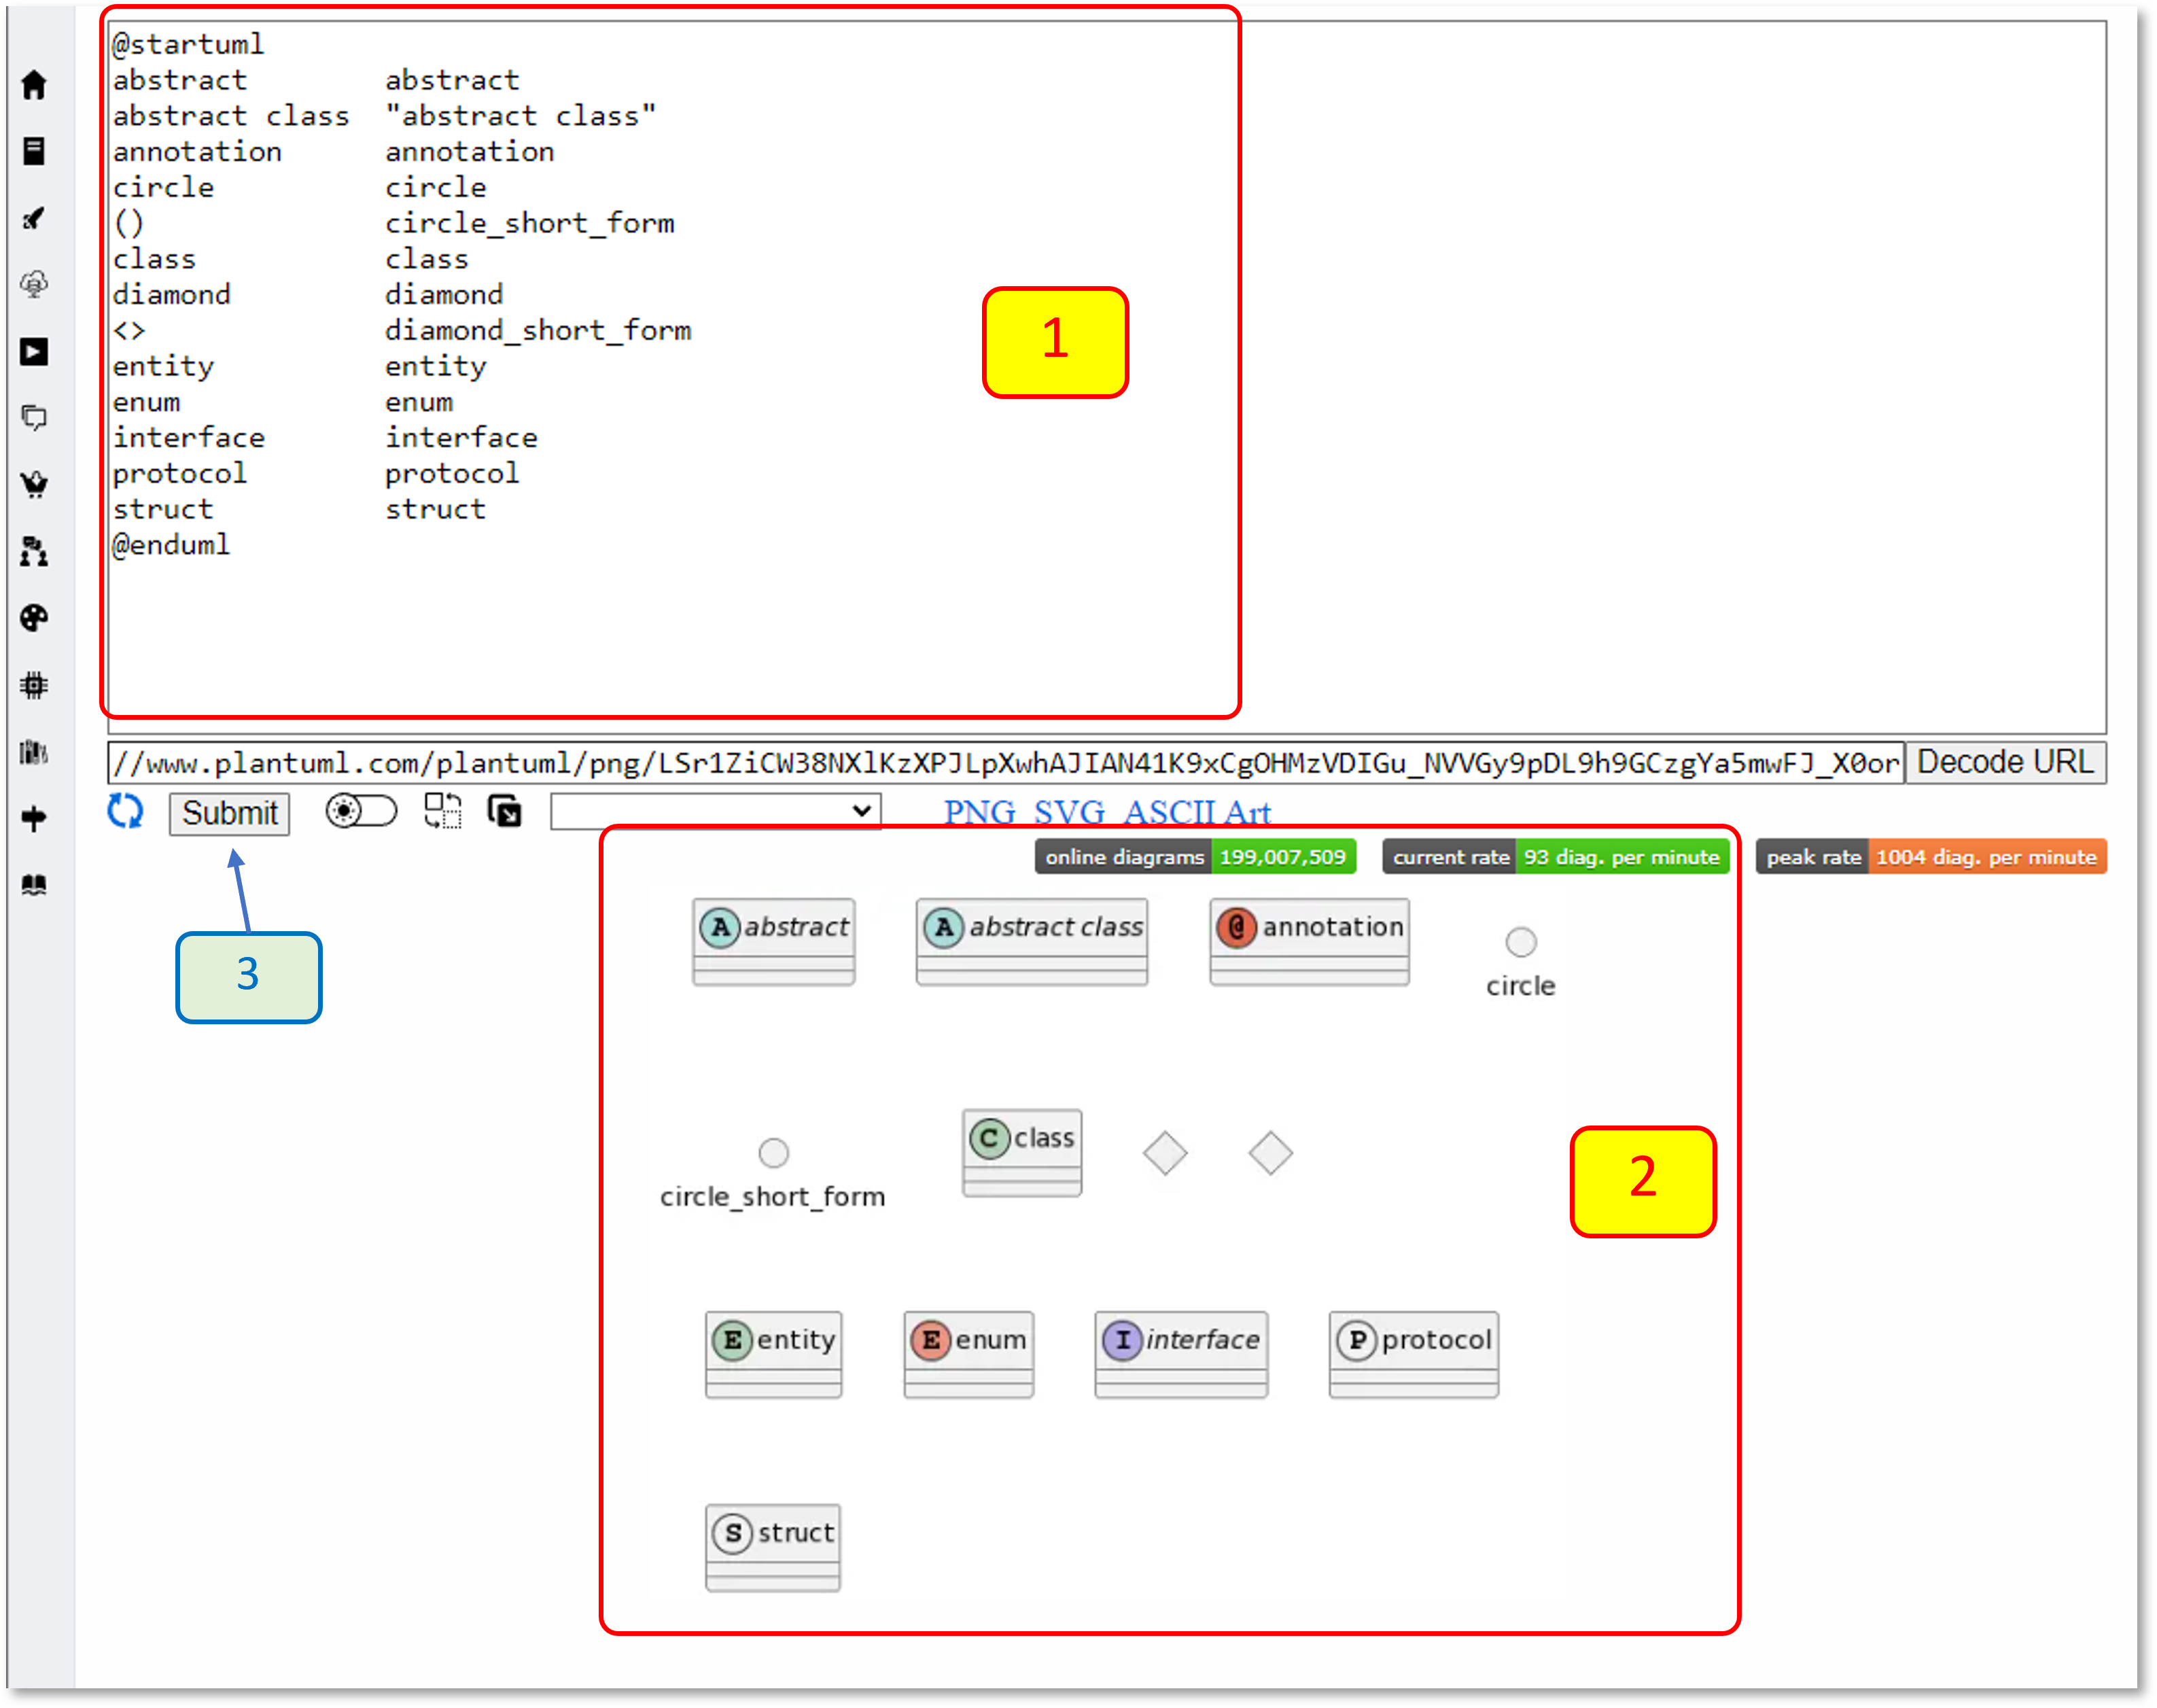 @startuml
abstract abstract
abstract class "abstract class"
annotation annotation
circle circle
() circle_short_form
class class
diamond diamond
<> diamond_short_form
entity entity
enum enum
interface interface
protocol protocol
struct struct
@enduml
1
//www.plantuml.com/plantuml/png/LSr1ZiCW38NXlKzXPJLpXwhAJIAN41K9xCgOHMzVDIGu_NVVGy9pDL9h9GCzgYa5mwFJ_X0or Decode URL
Submit PNG SVG ASCII Art
online diagrams 199,007,509 current rate 93 diag. per minute peak rate 1004 diag. per minute
A abstract A abstract class @ annotation
circle
3
C class
circle_short_form
2
E entity E enum I interface P protocol
S struct